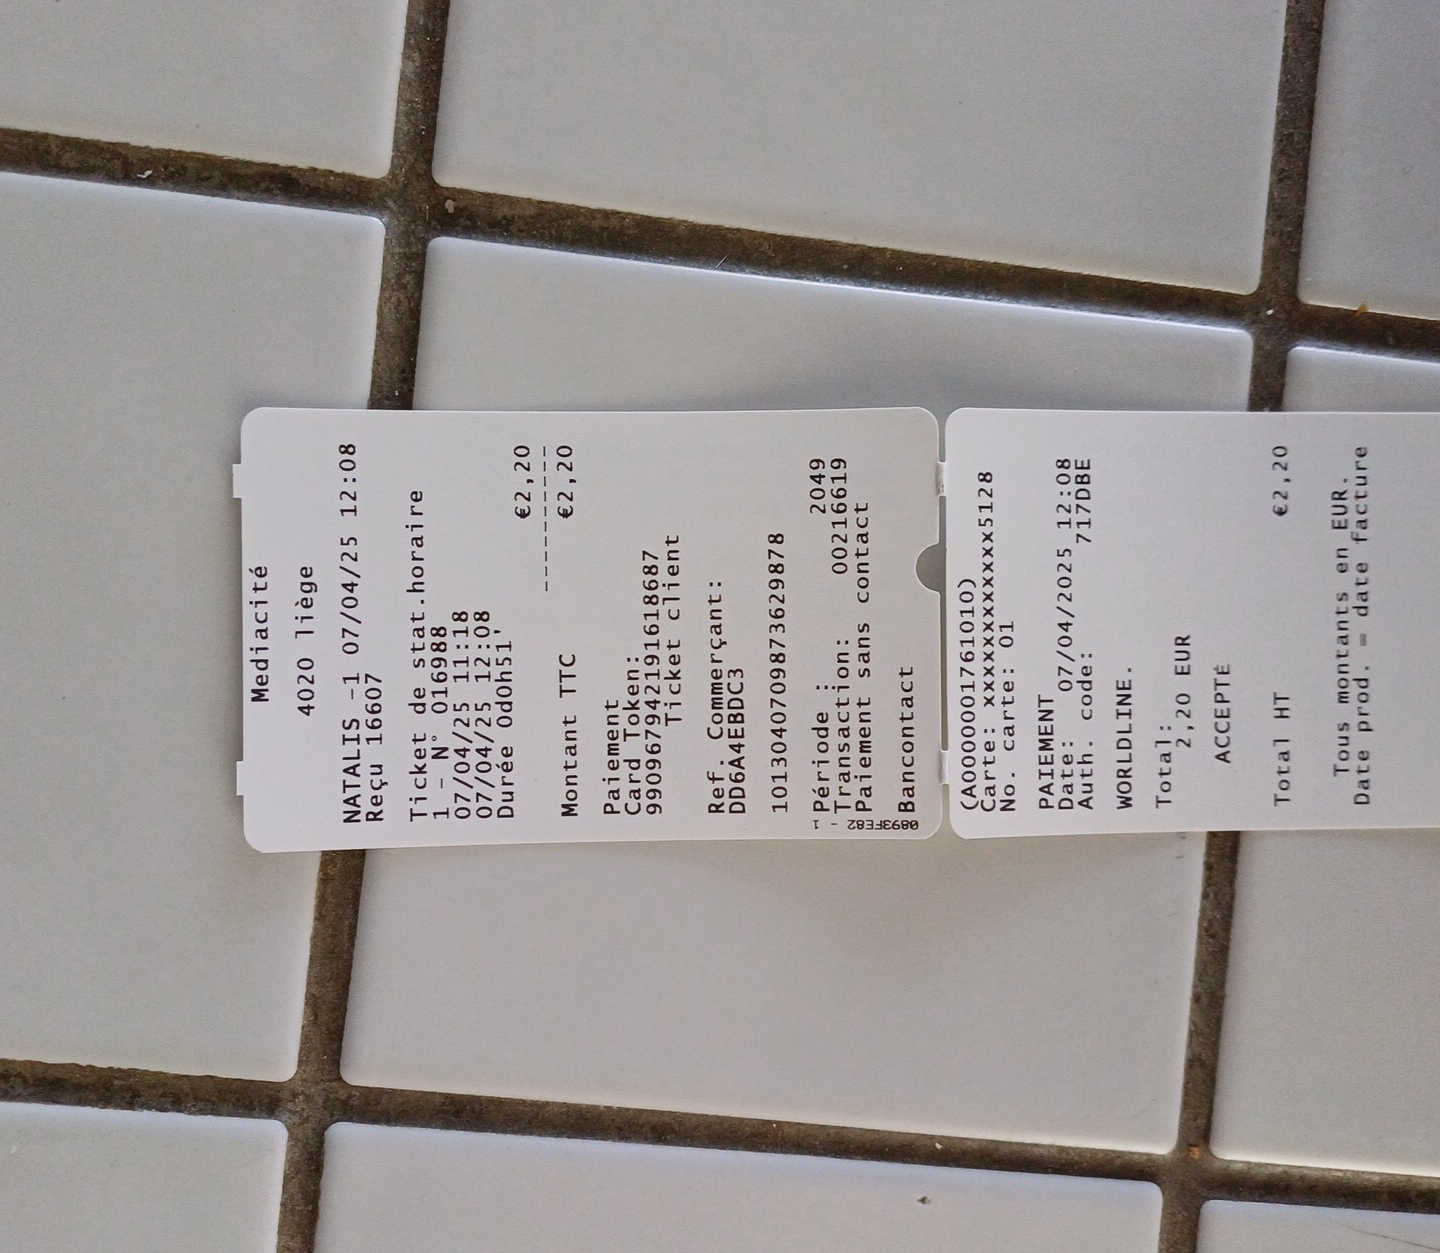 Mediacité
4020 liège
NATALIS -1 07/04/25 12:08
Reçu 16607
Ticket de stat.horaire
1 - N° 016988
07/04/25 11:18
07/04/25 12:08
Durée 0d0h51'
€2,20
----------
Montant TTC €2,20
Paiement
Card Token:
990967942191618687
Ticket client
Ref. Commerçant:
DD6A4EBDC3
1013040709873629878
Période : 2049
Transaction: 00216619
Paiement sans contact
Bancontact
0893FE82 - 1
(A0000001761010)
Carte: xxxxxxxxxxxxx5128
No. carte: 01
PAIEMENT
Date: 07/04/2025 12:08
Auth. code: 717DBE
WORLDLINE.
Total:
2,20 EUR
ACCEPTÉ
Total HT €2,20
Tous montants en EUR.
Date prod. = date facture